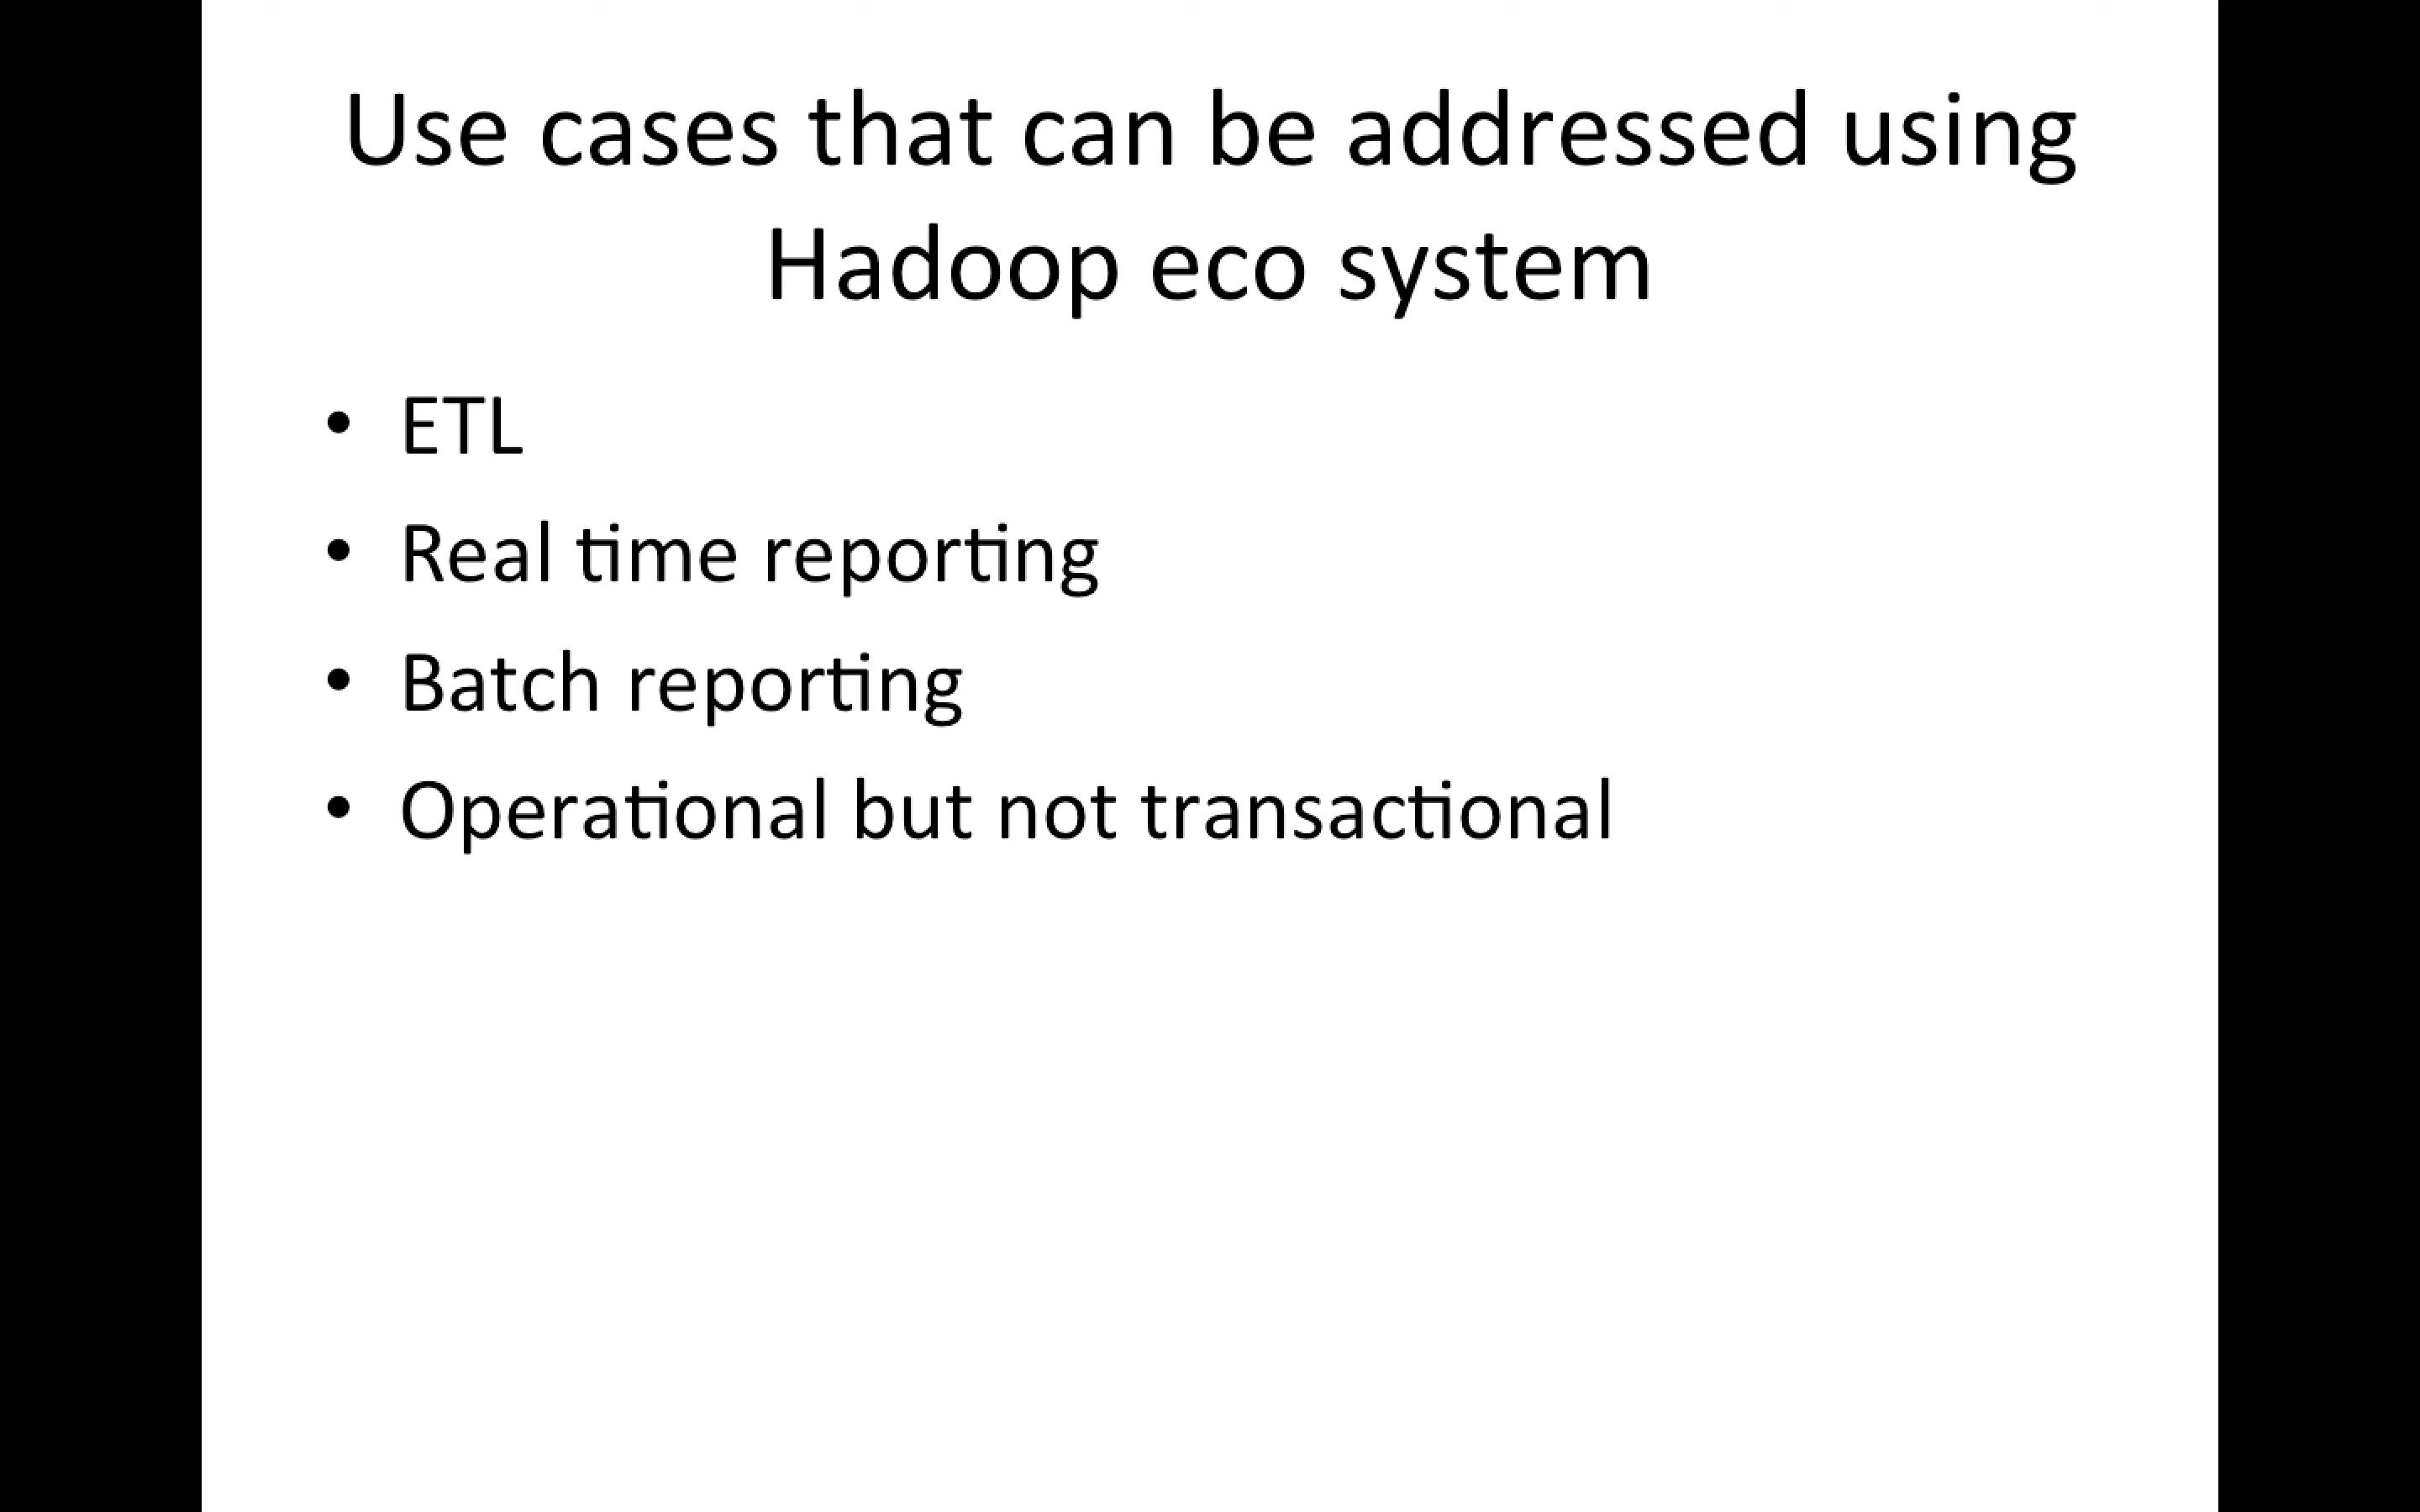 Use cases that can be addressed using
Hadoop eco system
• ETL
• Real time reporting
• Batch reporting
• Operational but not transactional